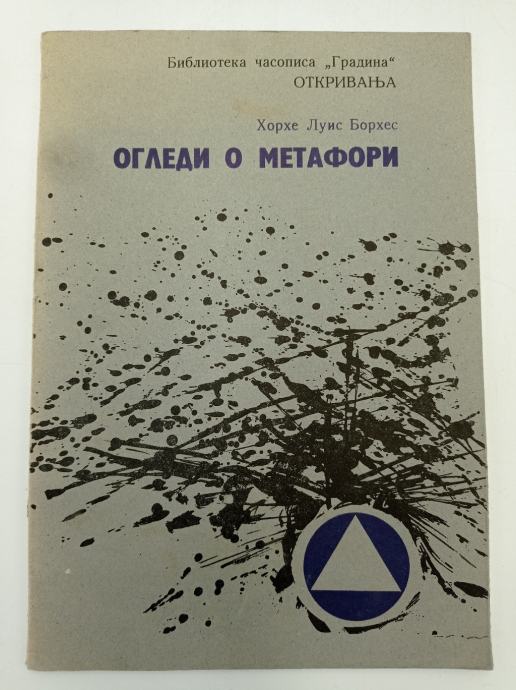 Библиотека часописа „Градина“
ОТКРИВАЊА
Хорхе Луис Борхес
ОГЛЕДИ О МЕТАФОРИ